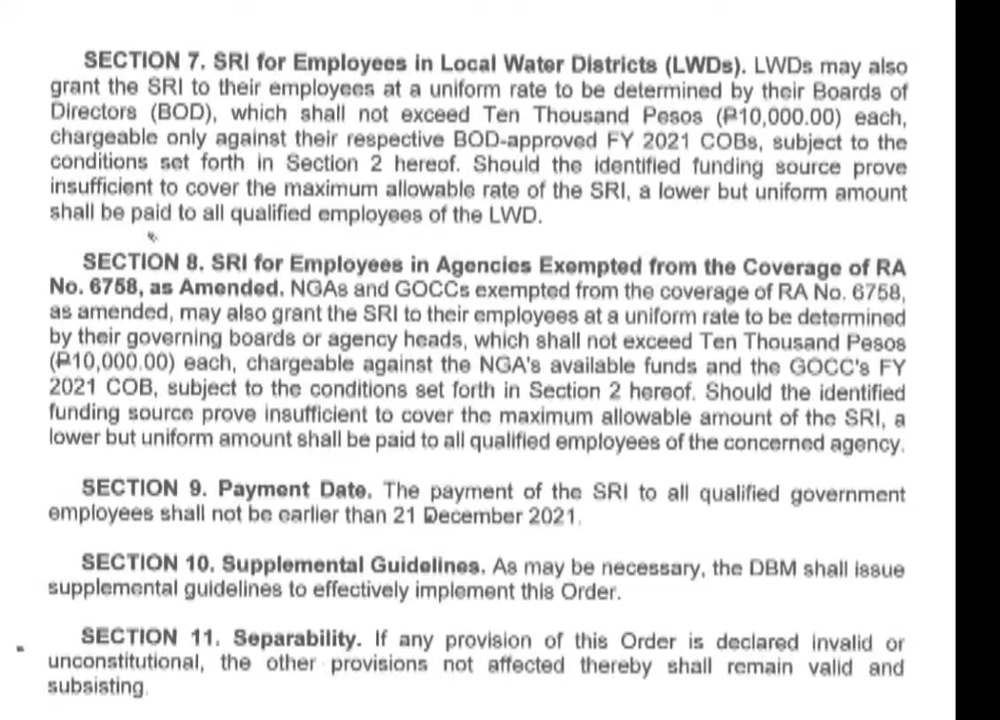 SECTION 7. SRI for Employees in Local Water Districts (LWDs). LWDs may also
grant the SRI to their employees at a uniform rate to be determined by their Boards of
Directors (BOD), which shall not exceed Ten Thousand Pesos (₱10,000.00) each,
chargeable only against their respective BOD-approved FY 2021 COBs, subject to the
conditions set forth in Section 2 hereof. Should the identified funding source prove
insufficient to cover the maximum allowable rate of the SRI, a lower but uniform amount
shall be paid to all qualified employees of the LWD.
SECTION 8. SRI for Employees in Agencies Exempted from the Coverage of RA
No. 6758, as Amended. NGAs and GOCCs exempted from the coverage of RA No. 6758,
as amended, may also grant the SRI to their employees at a uniform rate to be determined
by their governing boards or agency heads, which shall not exceed Ten Thousand Pesos
(₱10,000.00) each, chargeable against the NGA's available funds and the GOCC's FY
2021 COB, subject to the conditions set forth in Section 2 hereof. Should the identified
funding source prove insufficient to cover the maximum allowable amount of the SRI, a
lower but uniform amount shall be paid to all qualified employees of the concerned agency.
SECTION 9. Payment Date. The payment of the SRI to all qualified government
employees shall not be earlier than 21 December 2021.
SECTION 10. Supplemental Guidelines. As may be necessary, the DBM shall issue
supplemental guidelines to effectively implement this Order.
SECTION 11. Separability. If any provision of this Order is declared invalid or
unconstitutional, the other provisions not affected thereby shall remain valid and
subsisting.